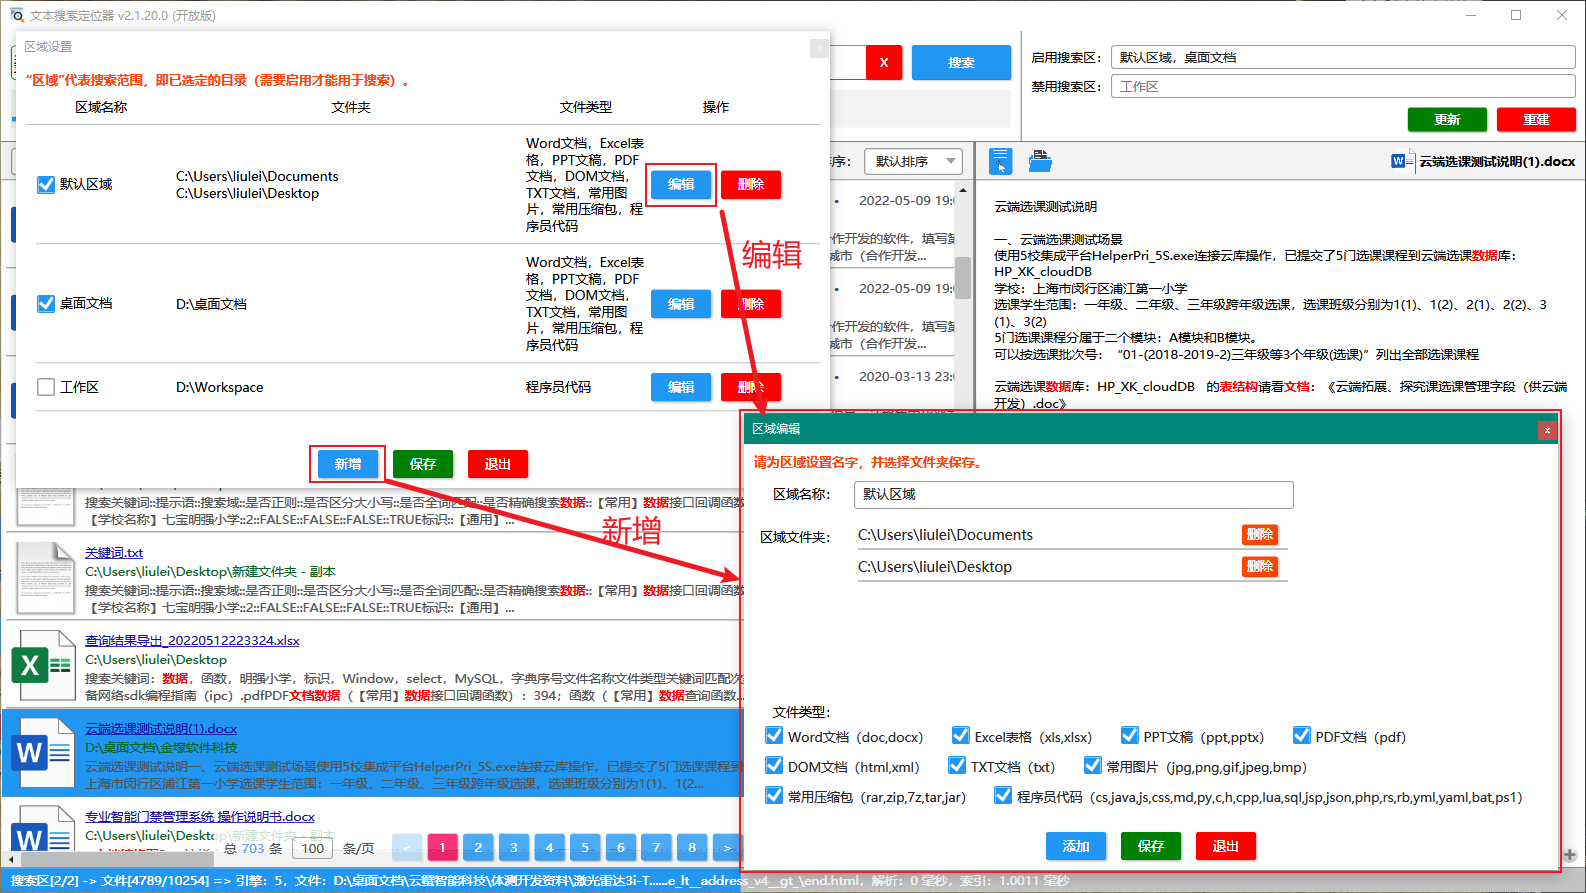 文本搜索定位器 v2.1.20.0 (开放版)
区域设置
“区域”代表搜索范围，即已选定的目录（需要启用才能用于搜索）。
区域名称 文件夹 文件类型 操作
默认区域
C:\Users\liulei\Documents
C:\Users\liulei\Desktop
Word文档，Excel表
格，PPT文稿，PDF
文档，DOM文档，
TXT文档，常用图
片，常用压缩包，程
序员代码
编辑 删除
桌面文档
D:\桌面文档
Word文档，Excel表
格，PPT文稿，PDF
文档，DOM文档，
TXT文档，常用图
片，常用压缩包，程
序员代码
编辑 删除
工作区 D:\Workspace 程序员代码 编辑 删除
新增 保存 退出
编辑
新增
X 搜索
启用搜索区： 默认区域，桌面文档
禁用搜索区： 工作区
更新 重建
序： 默认排序
2022-05-09 19:
作开发的软件，填写第
城市（合作开发...
2022-05-09 19:
作开发的软件，填写第
城市（合作开发...
2020-03-13 23:
云端选课测试说明(1).docx
云端选课测试说明
一、云端选课测试场景
使用5校集成平台HelperPri_5S.exe连接云库操作，已提交了5门选课课程到云端选课数据库：
HP_XK_cloudDB
学校：上海市闵行区浦江第一小学
选课学生范围：一年级、二年级、三年级跨年级选课，选课班级分别为1(1)、1(2)、2(1)、2(2)、3
(1)、3(2)
5门选课课程分属于二个模块：A模块和B模块。
可以按选课批次号：“01-(2018-2019-2)三年级等3个年级(选课)”列出全部选课课程
云端选课数据库：HP_XK_cloudDB 的表结构请看文档：《云端拓展、探究课选课管理字段（供云端
开发）.doc》
搜索关键词::提示语::搜索域::是否正则::是否区分大小写::是否全词匹配::是否精确搜索数据::【常用】数据接口回调函数
【学校名称】七宝明强小学::2::FALSE::FALSE::FALSE::TRUE标识::【通用】...
关键词.txt
C:\Users\liulei\Desktop\新建文件夹 - 副本
搜索关键词::提示语::搜索域::是否正则::是否区分大小写::是否全词匹配::是否精确搜索数据::【常用】数据接口回调函数
【学校名称】七宝明强小学::2::FALSE::FALSE::FALSE::TRUE标识::【通用】...
查询结果导出_20220512223324.xlsx
C:\Users\liulei\Desktop
搜索关键词：数据，函数，明强小学，标识，Window，select，MySQL，字典序号文件名称文件类型关键词匹配次
备网络sdk编程指南（ipc）.pdfPDF文档数据（【常用】数据接口回调函数）：394；函数（【常用】数据查询函数...
云端选课测试说明(1).docx
D:\桌面文档\金煌软件科技
云端选课测试说明一、云端选课测试场景使用5校集成平台HelperPri_5S.exe连接云库操作，已提交了5门选课课程到
上海市闵行区浦江第一小学选课学生范围：一年级、二年级、三年级跨年级选课，选课班级分别为1(1)、1(2...
专业智能门禁管理系统 操作说明书.docx
C:\Users\liulei\Desktop\新建文件夹 - 副本
总 703 条 100 条/页 < 1 2 3 4 5 6 7 8 >
区域编辑 x
请为区域设置名字，并选择文件夹保存。
区域名称： 默认区域
区域文件夹： C:\Users\liulei\Documents 删除
C:\Users\liulei\Desktop 删除
文件类型：
Word文档（doc,docx） Excel表格（xls,xlsx） PPT文稿（ppt,pptx） PDF文档（pdf）
DOM文档（html,xml） TXT文档（txt） 常用图片（jpg,png,gif,jpeg,bmp）
常用压缩包（rar,zip,7z,tar,jar） 程序员代码（cs,java,js,css,md,py,c,h,cpp,lua,sql,jsp,json,php,rs,rb,yml,yaml,bat,ps1）
添加 保存 退出
搜索区[2/2] -> 文件[4789/10254] => 引擎：5，文件：D:\桌面文档\云耀智能科技\体测开发资料\激光雷达3i-T......e_lt__address_v4__gt_\end.html，解析：0 毫秒，索引：1.0011 毫秒